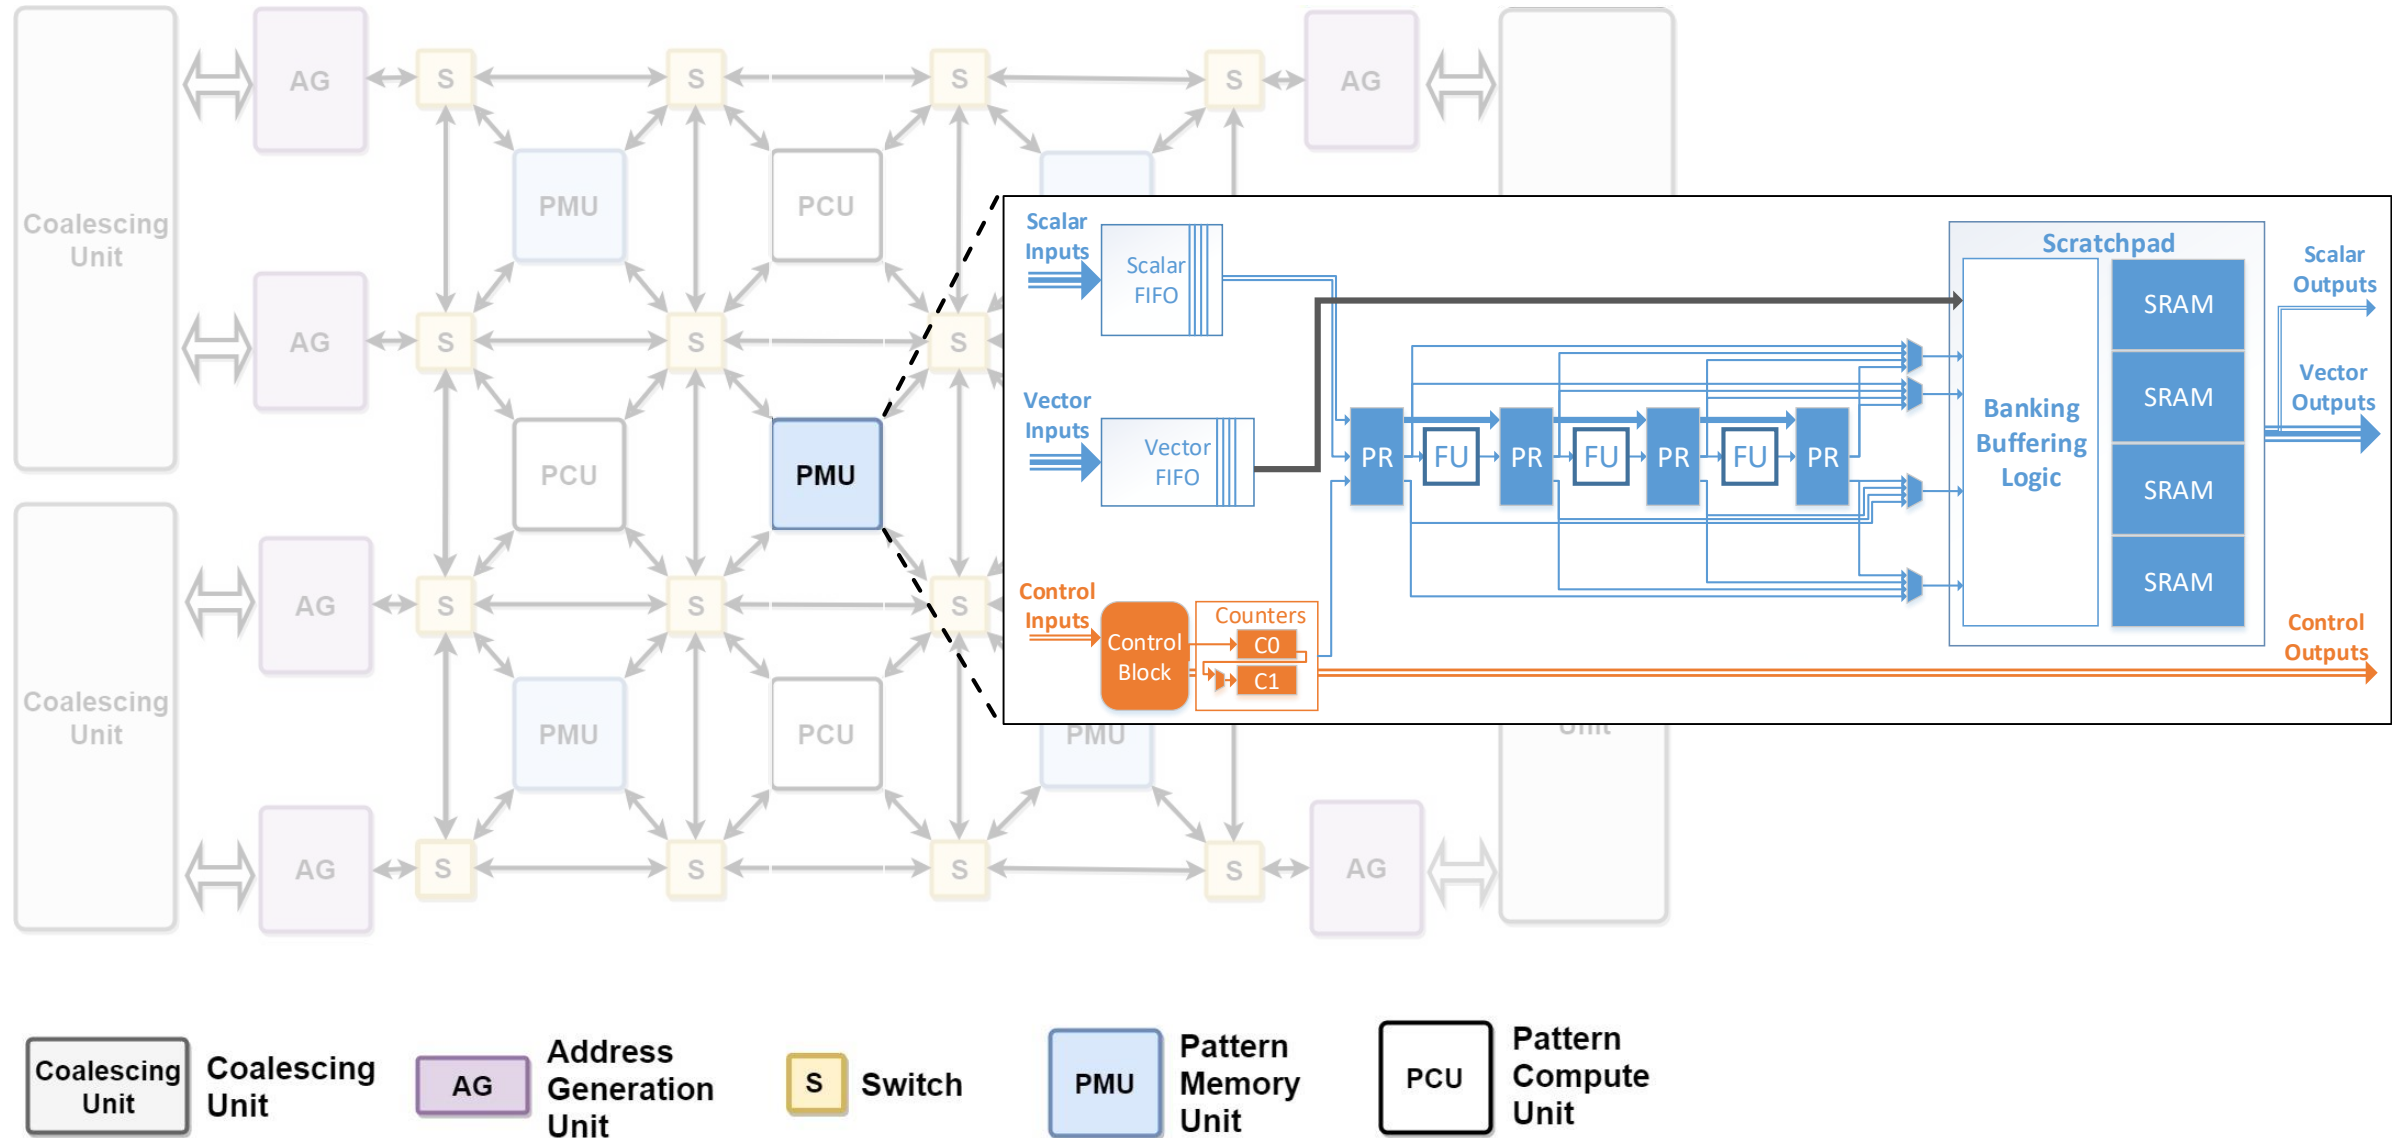 AG
S
S
S
S
AG
PMU
PCU
Coalescing
Unit
AG
S
S
S
PCU
PMU
AG
S
S
S
Coalescing
Unit
PMU
PCU
PMU
Unit
AG
S
S
S
S
AG
Scalar
Inputs
Scalar
FIFO
Vector
Inputs
Vector
FIFO
PR
FU
PR
FU
PR
FU
PR
Control
Inputs
Control
Block
Counters
C0
C1
Scratchpad
Banking
Buffering
Logic
SRAM
SRAM
SRAM
SRAM
Scalar
Outputs
Vector
Outputs
Control
Outputs
Coalescing
Unit
Coalescing
Unit
AG
Address
Generation
Unit
S
Switch
PMU
Pattern
Memory
Unit
PCU
Pattern
Compute
Unit